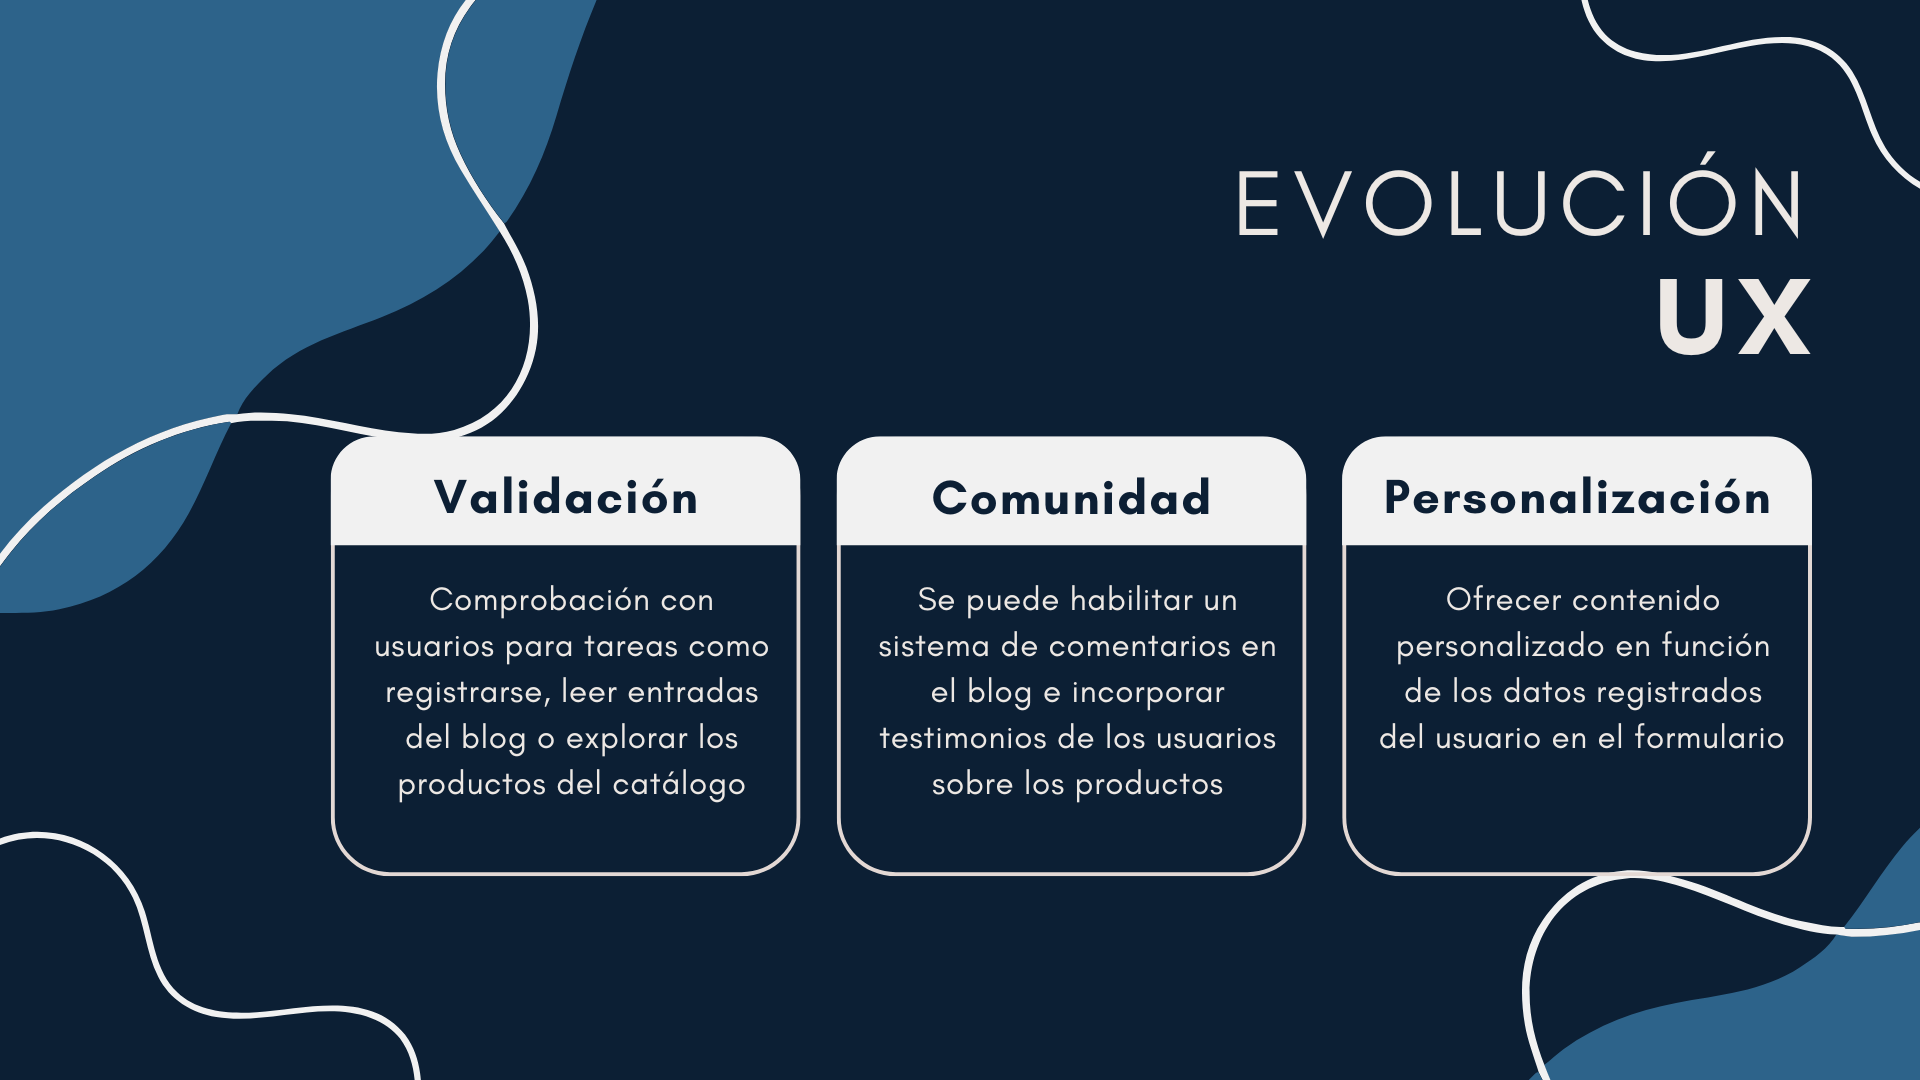 EVOLUCIÓN
UX
Validación
Comprobación con
usuarios para tareas como
registrarse, leer entradas
del blog o explorar los
productos del catálogo
Comunidad
Se puede habilitar un
sistema de comentarios en
el blog e incorporar
testimonios de los usuarios
sobre los productos
Personalización
Ofrecer contenido
personalizado en función
de los datos registrados
del usuario en el formulario